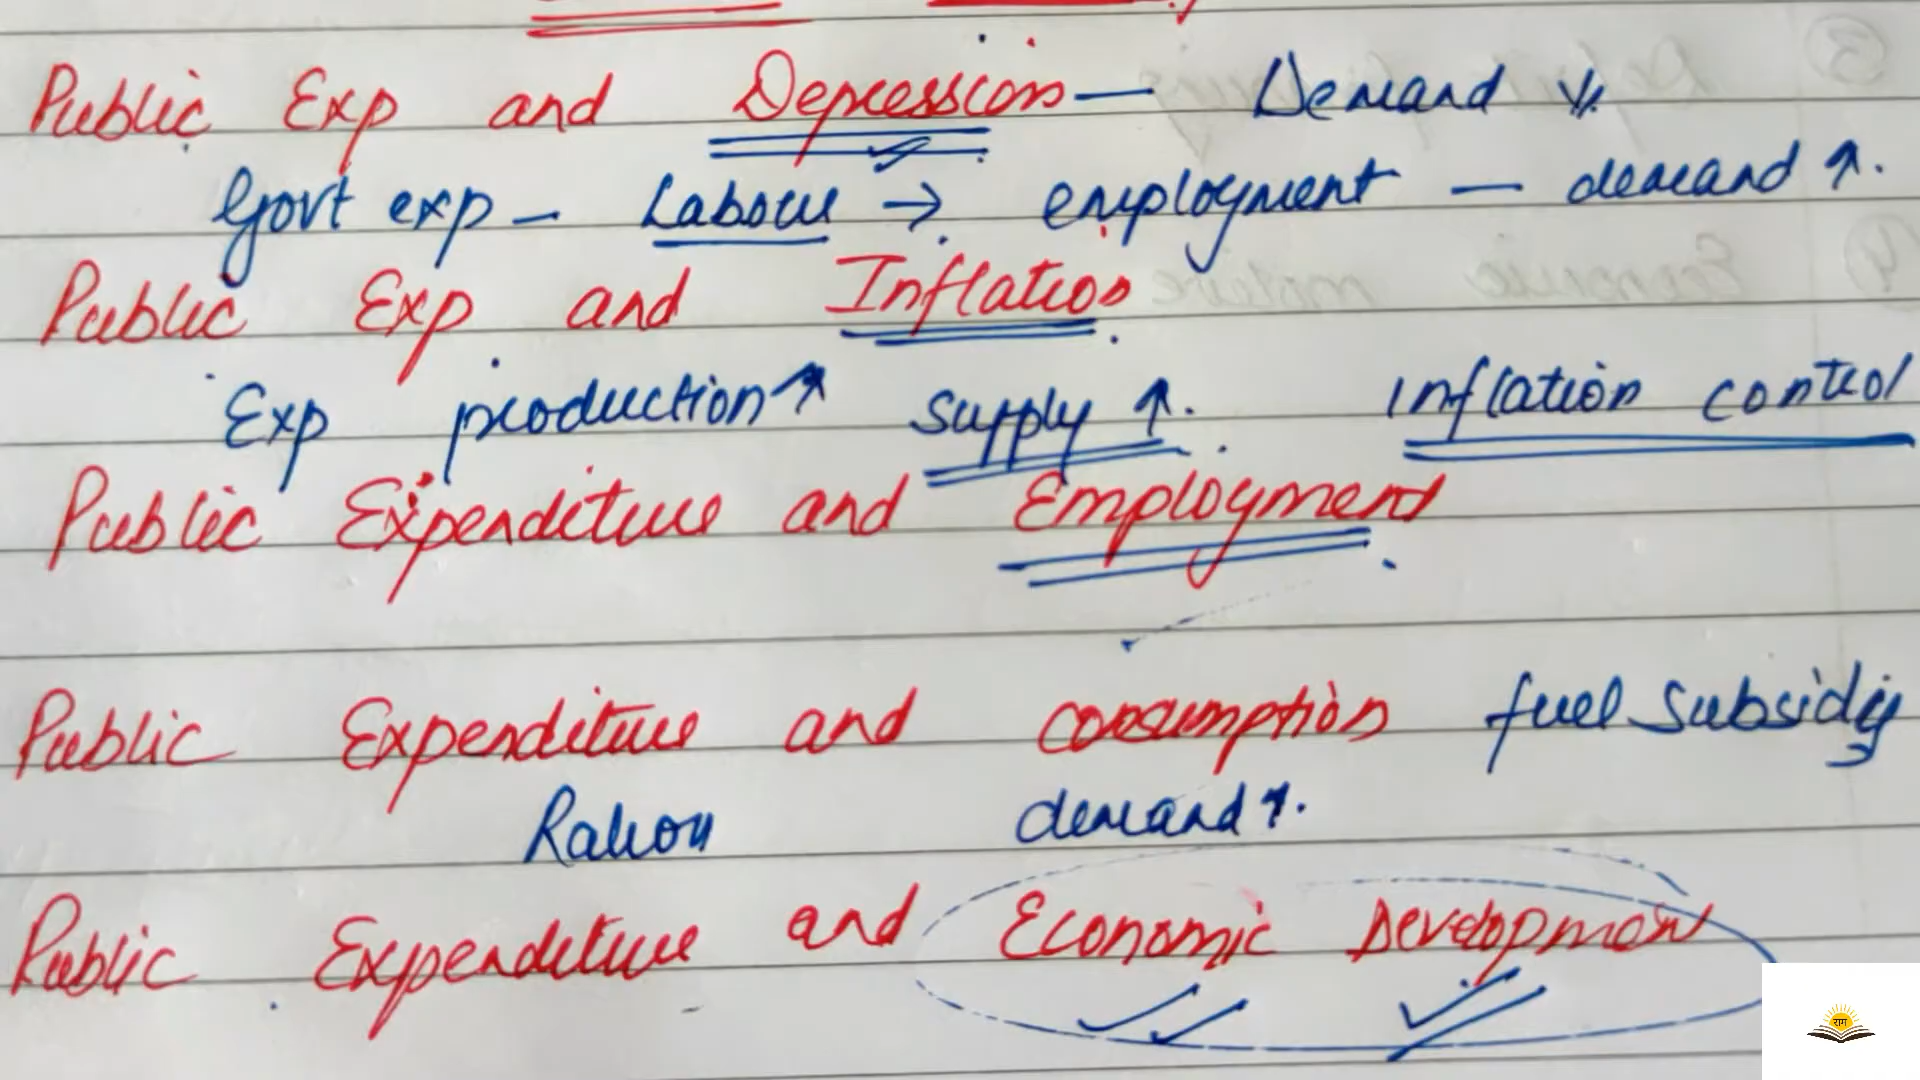 Public Exp and Depression — Demand ↓
Govt exp - Labour → employment — demand ↑.
Public Exp and Inflation
Exp production ↑ supply ↑. Inflation control
Public Expenditure and Employment
Public Expenditure and consumption fuel subsidy
Ration demand ↑.
Public Expenditure and Economic Development
राम